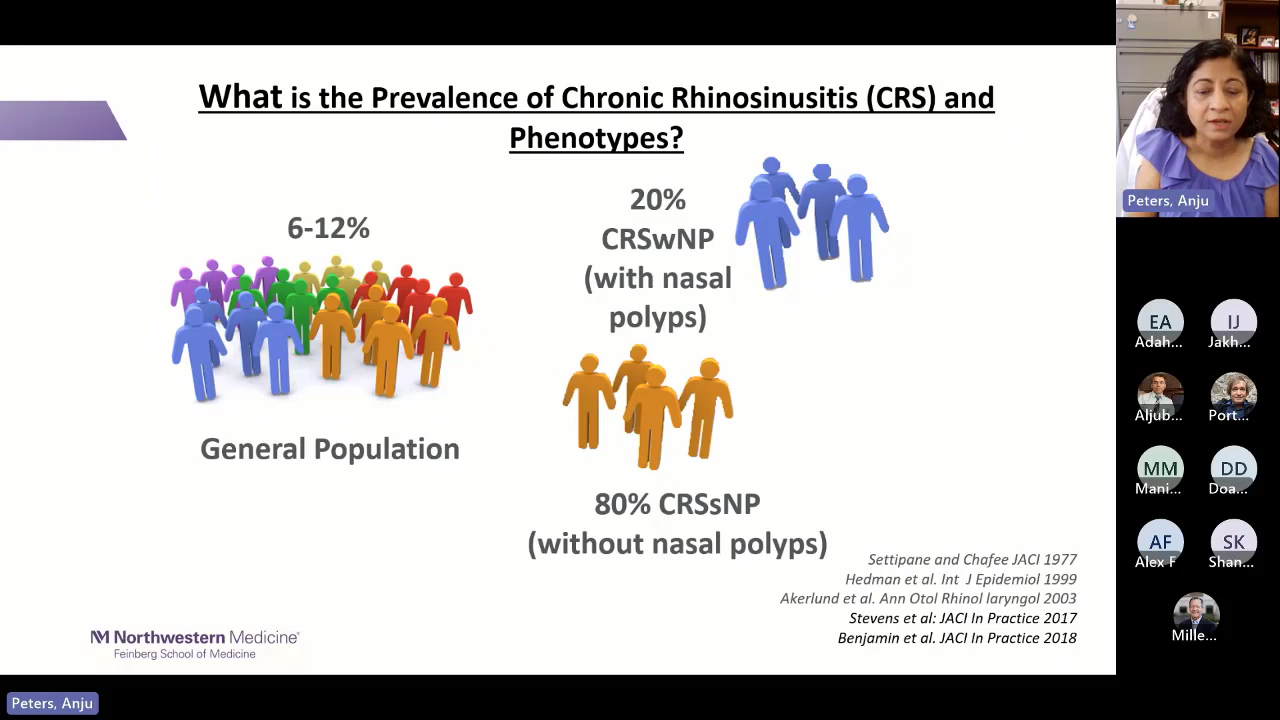 What is the Prevalence of Chronic Rhinosinusitis (CRS) and
Phenotypes?
6-12%
General Population
20%
CRSwNP
(with nasal
polyps)
80% CRSsNP
(without nasal polyps)
Settipane and Chafee JACI 1977
Hedman et al. Int J Epidemiol 1999
Akerlund et al. Ann Otol Rhinol laryngol 2003
Stevens et al: JACI In Practice 2017
Benjamin et al. JACI In Practice 2018
Northwestern Medicine®
Feinberg School of Medicine
Peters, Anju
Peters, Anju
EA
IJ
Adah...
Jakh...
Aljub...
Port...
MM
DD
Mani...
Doa...
AF
SK
Alex F
Shan...
Mille...